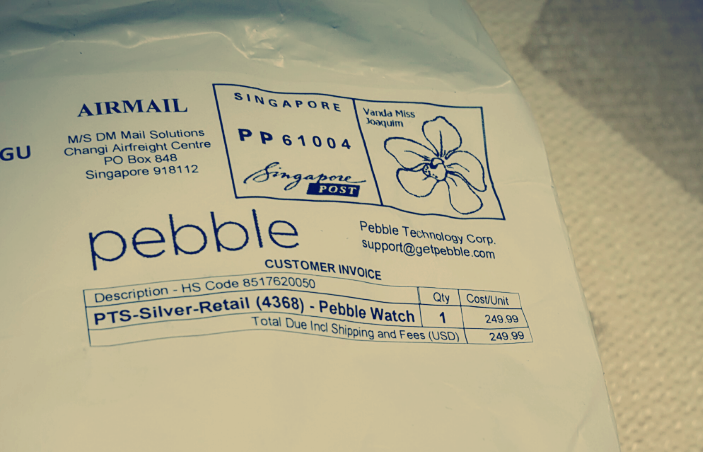 AIRMAIL
M/S DM Mail Solutions
Changi Airfreight Centre
PO Box 848
Singapore 918112
GU
SINGAPORE
PP 61004
Singapore
POST
Vanda Miss
Joaquim
pebble
Pebble Technology Corp.
support@getpebble.com
CUSTOMER INVOICE
Description - HS Code 8517620050 Qty Cost/Unit
PTS-Silver-Retail (4368) - Pebble Watch 1 249.99
Total Due Incl Shipping and Fees (USD) 249.99